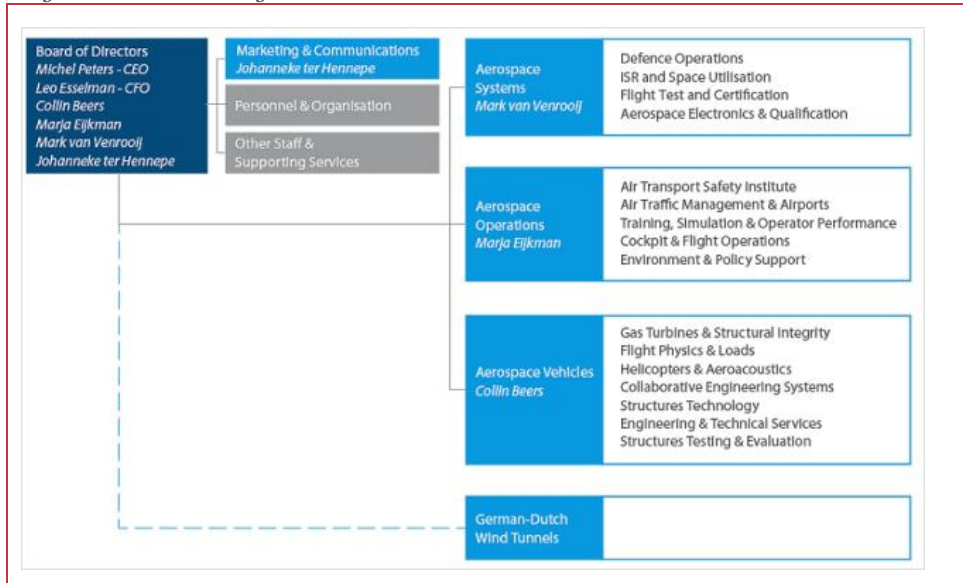 Board of Directors
Michel Peters - CEO
Leo Esselman - CFO
Collin Beers
Marja Eijkman
Mark van Venrooij
Johanneke ter Hennepe
Marketing & Communications
Johanneke ter Hennepe
Personnel & Organisation
Other Staff &
Supporting Services
Aerospace
Systems
Mark van Venrooij
Defence Operations
ISR and Space Utilisation
Flight Test and Certification
Aerospace Electronics & Qualification
Aerospace
Operations
Marja Eijkman
Air Transport Safety Institute
Air Traffic Management & Airports
Training, Simulation & Operator Performance
Cockpit & Flight Operations
Environment & Policy Support
Aerospace Vehicles
Collin Beers
Gas Turbines & Structural Integrity
Flight Physics & Loads
Helicopters & Aeroacoustics
Collaborative Engineering Systems
Structures Technology
Engineering & Technical Services
Structures Testing & Evaluation
German-Dutch
Wind Tunnels